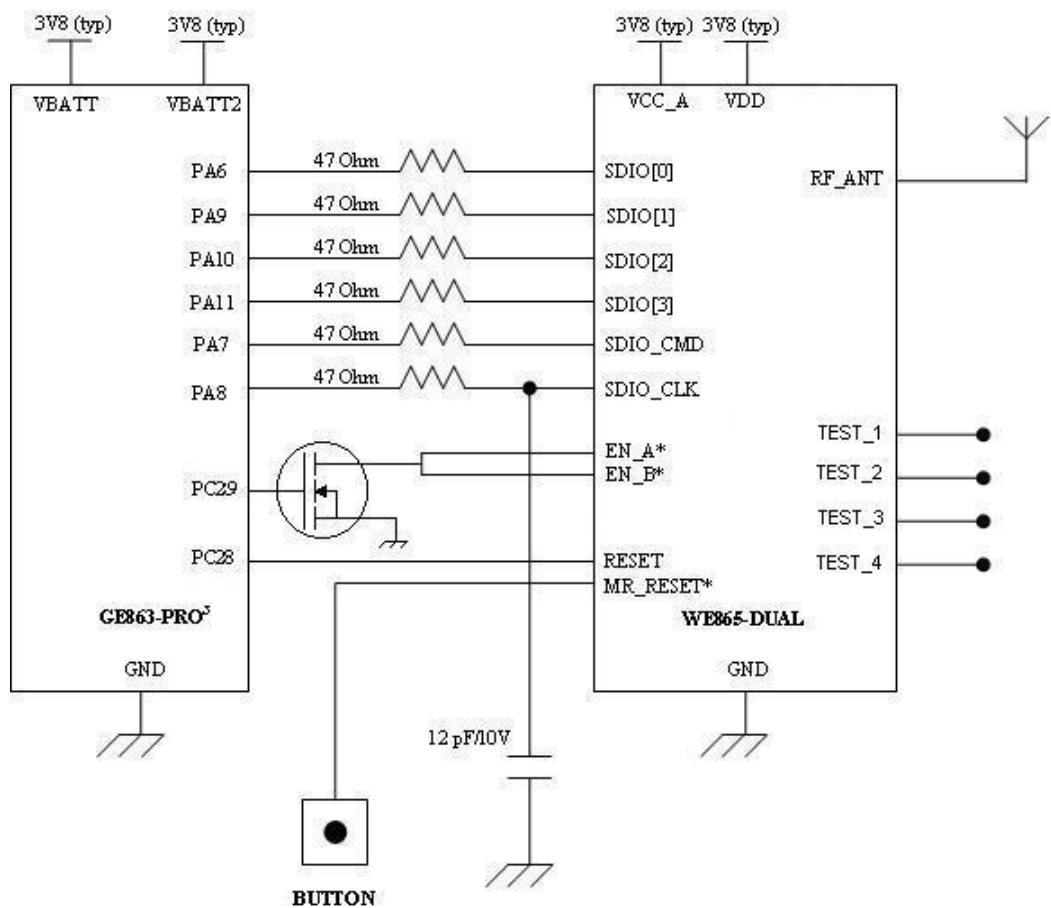 3V8 (typ)
3V8 (typ)
3V8 (typ)
3V8 (typ)
VBATT
VBATT2
VCC_A
VDD
PA6
47 Ohm
SDIO[0]
RF_ANT
PA9
47 Ohm
SDIO[1]
PA10
47 Ohm
SDIO[2]
PA11
47 Ohm
SDIO[3]
PA7
47 Ohm
SDIO_CMD
PA8
47 Ohm
SDIO_CLK
TEST_1
EN_A*
EN_B*
TEST_2
PC29
TEST_3
PC28
RESET
TEST_4
MR_RESET*
GE863-PRO³
WE865-DUAL
GND
GND
12 pF/10V
BUTTON